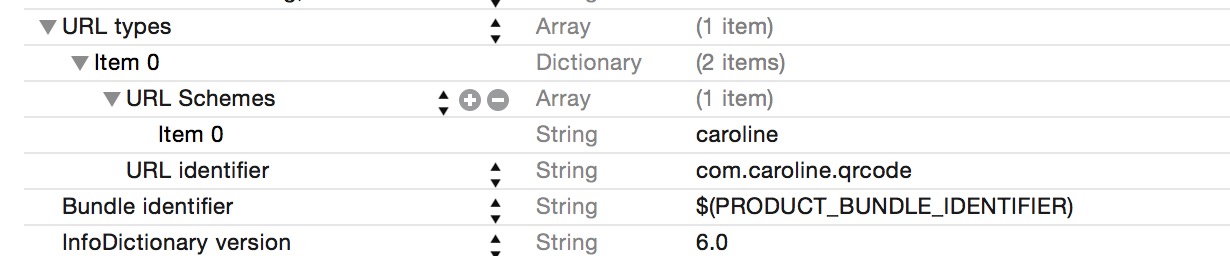 URL types Array (1 item)
Item 0 Dictionary (2 items)
URL Schemes Array (1 item)
Item 0 String caroline
URL identifier String com.caroline.qrcode
Bundle identifier String $(PRODUCT_BUNDLE_IDENTIFIER)
InfoDictionary version String 6.0